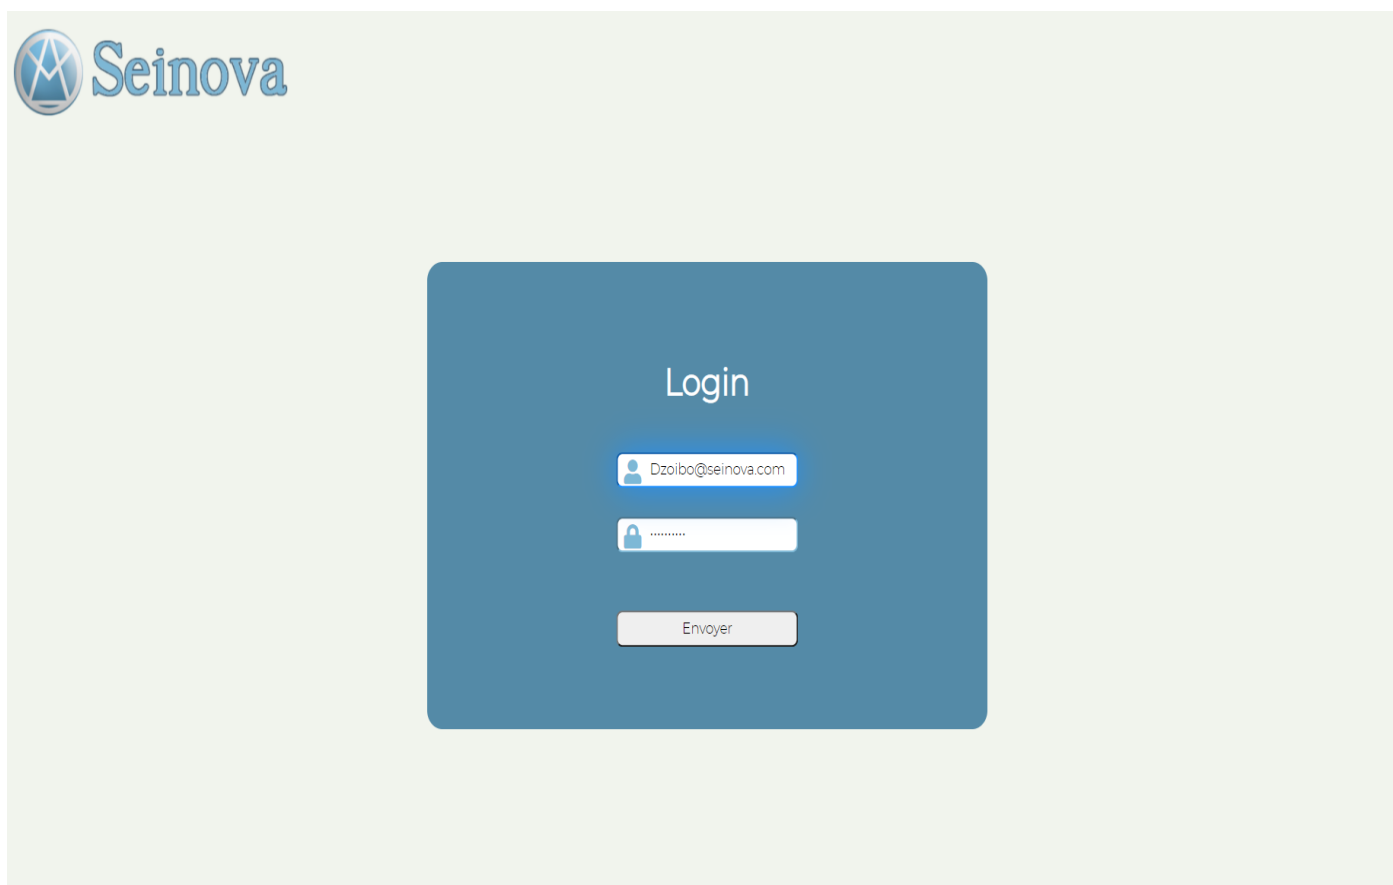 Seinova
Login
Dzoibo@seinova.com
..........
Envoyer